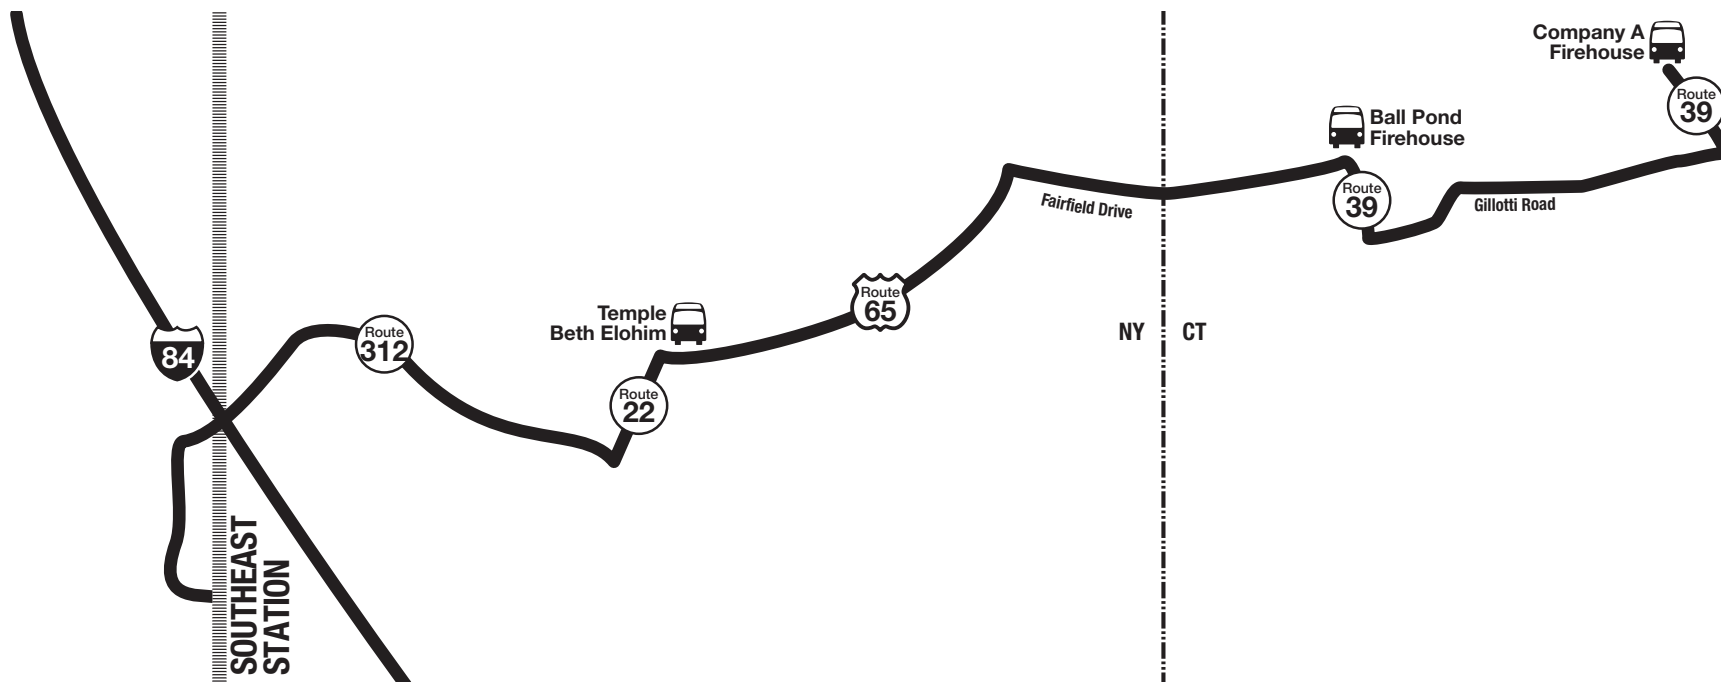 Company A
Firehouse
Route
39
Ball Pond
Firehouse
Route
39
Gillotti Road
Fairfield Drive
Route
65
Temple
Beth Elohim
NY
CT
Route
312
84
Route
22
SOUTHEAST
STATION